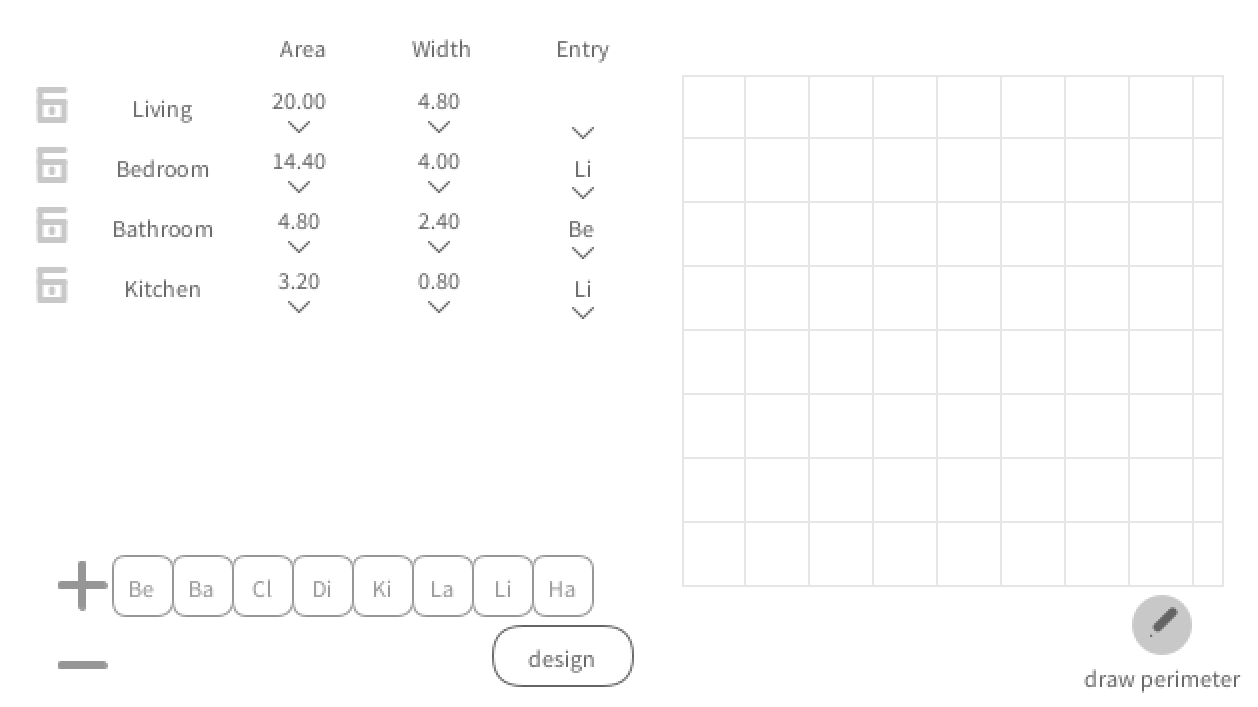 Area Width Entry
Living 20.00 4.80
Bedroom 14.40 4.00 Li
Bathroom 4.80 2.40 Be
Kitchen 3.20 0.80 Li
Be Ba Cl Di Ki La Li Ha
design
draw perimeter